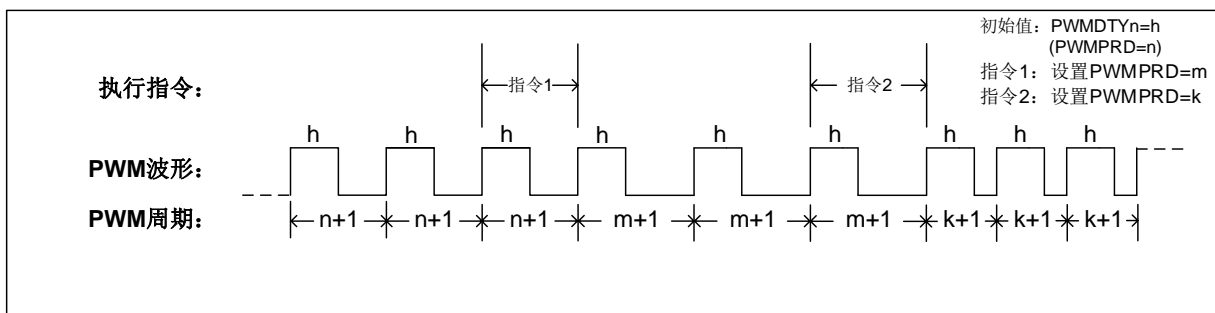 初始值：PWMDTYn=h
(PWMPRD=n)
指令1：设置PWMPRD=m
指令2：设置PWMPRD=k
执行指令：
指令1
指令2
h h h h h h h h h
PWM波形：
PWM周期：
n+1 n+1 n+1 m+1 m+1 m+1 k+1 k+1 k+1